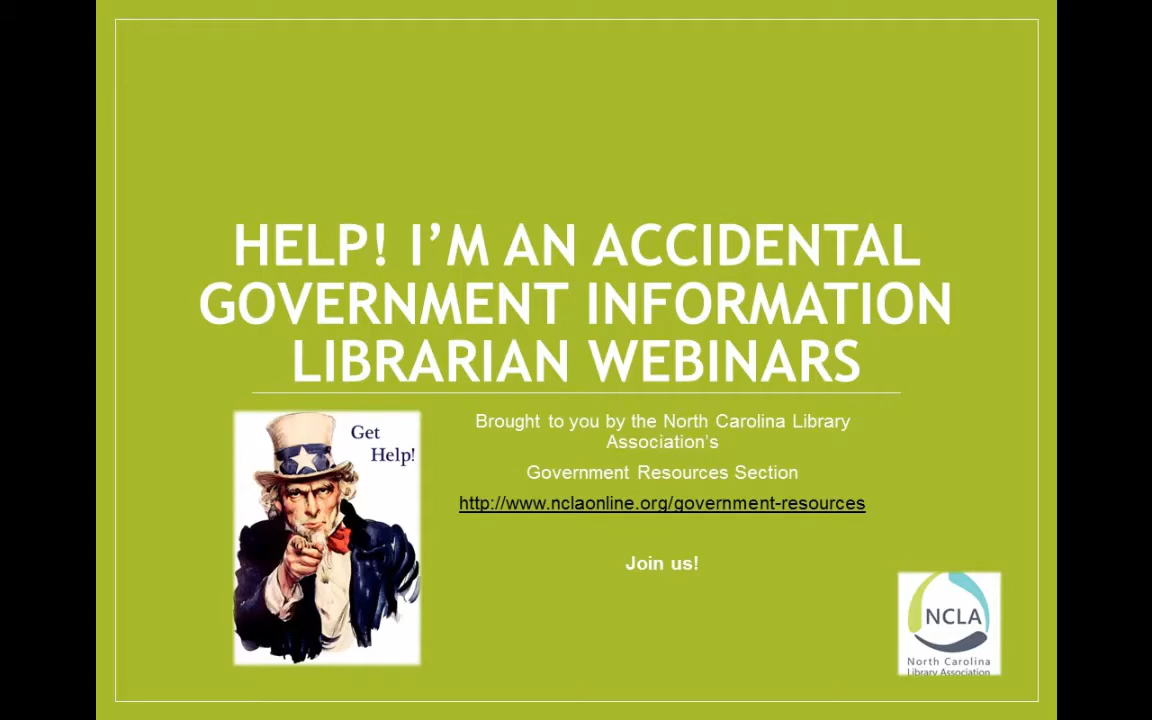 HELP! I'M AN ACCIDENTAL
GOVERNMENT INFORMATION
LIBRARIAN WEBINARS
Get
Help!
Brought to you by the North Carolina Library
Association's
Government Resources Section
http://www.nclaonline.org/government-resources
Join us!
NCLA
North Carolina
Library Association